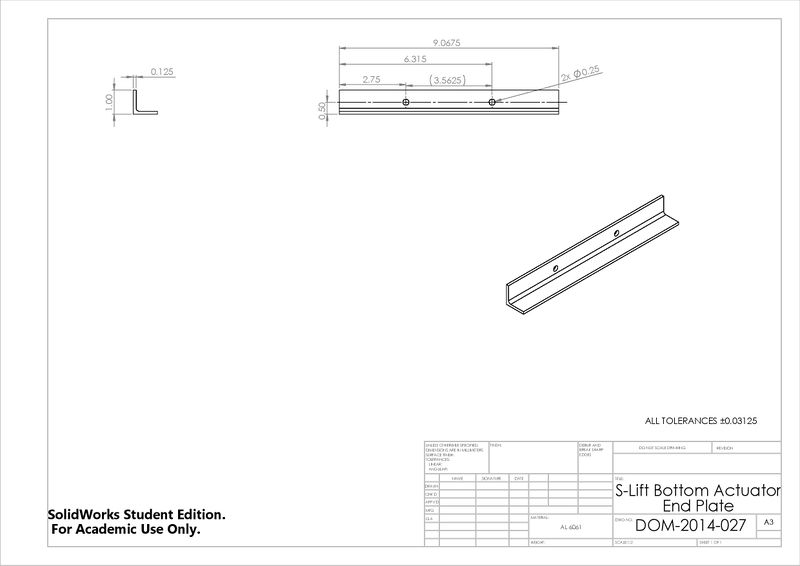 9.0675
6.315
0.125
2.75
(3.5625)
2x Ø0.25
1.00
0.50
ALL TOLERANCES ±0.03125
UNLESS OTHERWISE SPECIFIED:
DIMENSIONS ARE IN MILLIMETERS
SURFACE FINISH:
TOLERANCES:
LINEAR:
ANGULAR:
FINISH:
DEBUR AND
BREAK SHARP
EDGES
DO NOT SCALE DRAWING
REVISION
NAME
SIGNATURE
DATE
TITLE:
DRAWN
CHK'D
APPV'D
MFG
Q.A
S-Lift Bottom Actuator
End Plate
MATERIAL:
AL 6061
DWG NO.
DOM-2014-027
A3
WEIGHT:
SCALE:1:2
SHEET 1 OF 1
SolidWorks Student Edition.
For Academic Use Only.